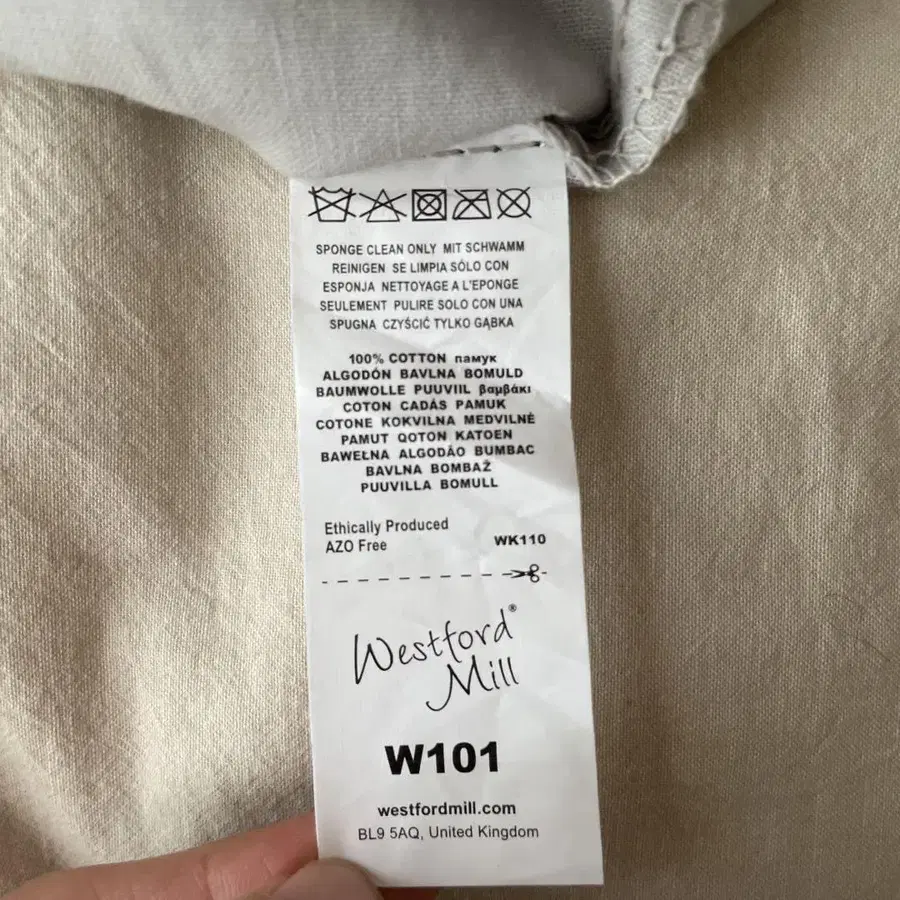 SPONGE CLEAN ONLY MIT SCHWAMM
REINIGEN SE LIMPIA SÓLO CON
ESPONJA NETTOYAGE A L'EPONGE
SEULEMENT PULIRE SOLO CON UNA
SPUGNA CZYŚCIĆ TYLKO GĄBKA
100% COTTON памук
ALGODÓN BAVLNA BOMULD
BAUMWOLLE PUUVIIL βαμβάκι
COTON CADÁS PAMUK
COTONE KOKVILNA MEDVILNĖ
PAMUT QOTON KATOEN
BAWEŁNA ALGODÃO BUMBAC
BAVLNA BOMBAŽ
PUUVILLA BOMULL
Ethically Produced
AZO Free WK110
Westford®
Mill
W101
westfordmill.com
BL9 5AQ, United Kingdom